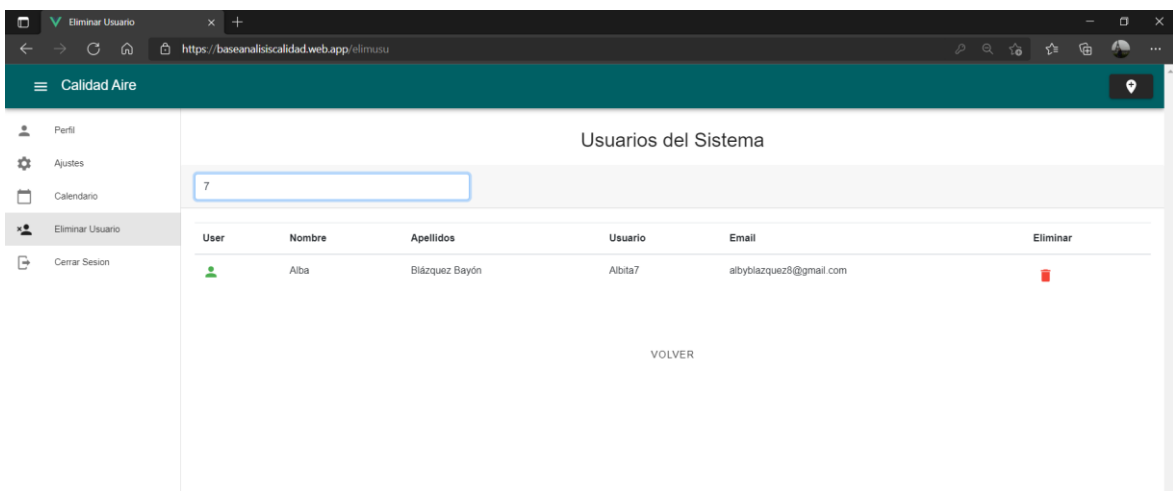 Eliminar Usuario
https://baseanalisiscalidad.web.app/elimusu
Calidad Aire
Perfil
Ajustes
Calendario
Eliminar Usuario
Cerrar Sesion
Usuarios del Sistema
7
User Nombre Apellidos Usuario Email Eliminar
Alba Blázquez Bayón Albita7 albyblazquez8@gmail.com
VOLVER